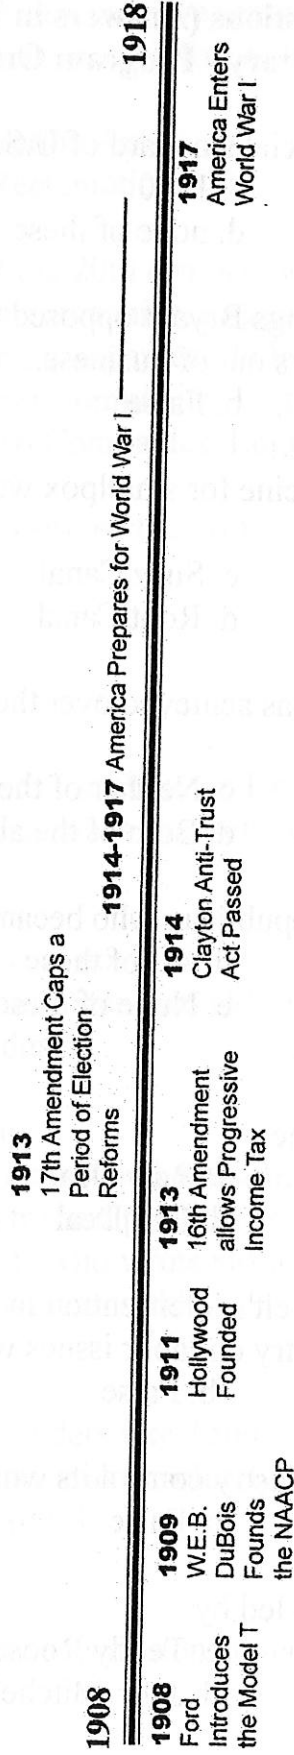 1908
1918
1913
17th Amendment Caps a
Period of Election
Reforms
1914-1917 America Prepares for World War I
1908
Ford
Introduces
the Model T
1909
W.E.B.
DuBois
Founds
the NAACP
1911
Hollywood
Founded
1913
16th Amendment
allows Progressive
Income Tax
1914
Clayton Anti-Trust
Act Passed
1917
America Enters
World War I